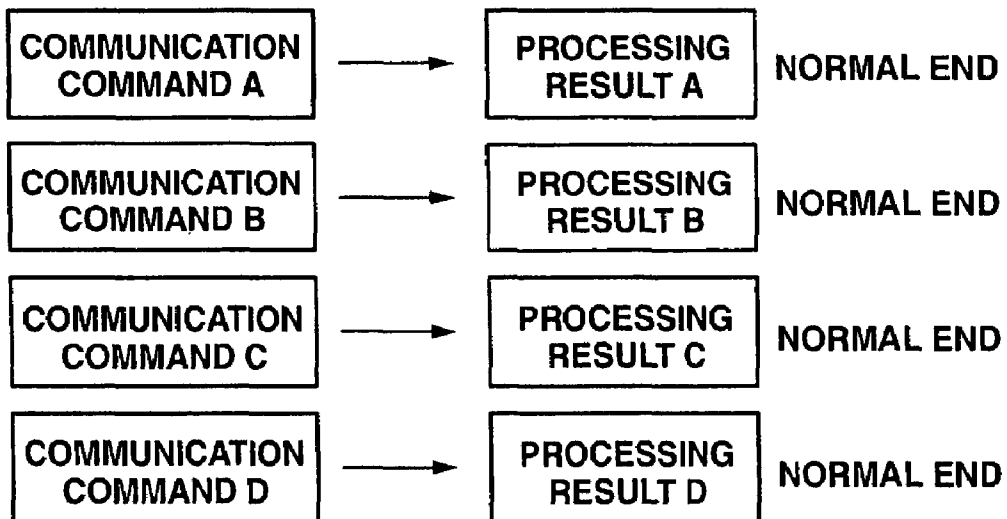 COMMUNICATION
COMMAND A
PROCESSING
RESULT A
NORMAL END
COMMUNICATION
COMMAND B
PROCESSING
RESULT B
NORMAL END
COMMUNICATION
COMMAND C
PROCESSING
RESULT C
NORMAL END
COMMUNICATION
COMMAND D
PROCESSING
RESULT D
NORMAL END